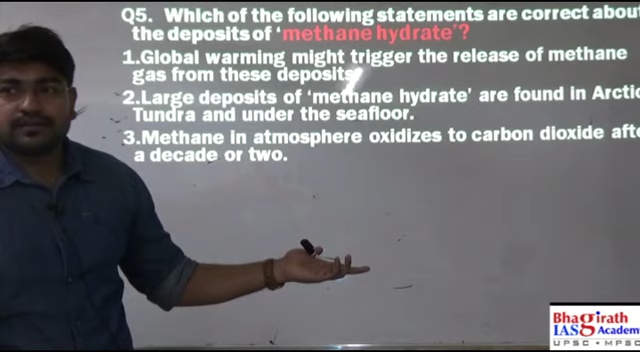 Q5. Which of the following statements are correct about
the deposits of 'methane hydrate'?
1.Global warming might trigger the release of methane
gas from these deposits?
2.Large deposits of 'methane hydrate' are found in Arctic
Tundra and under the seafloor.
3.Methane in atmosphere oxidizes to carbon dioxide afte
a decade or two.
Bhagirath
IAS Academy
UPSC • MPSC